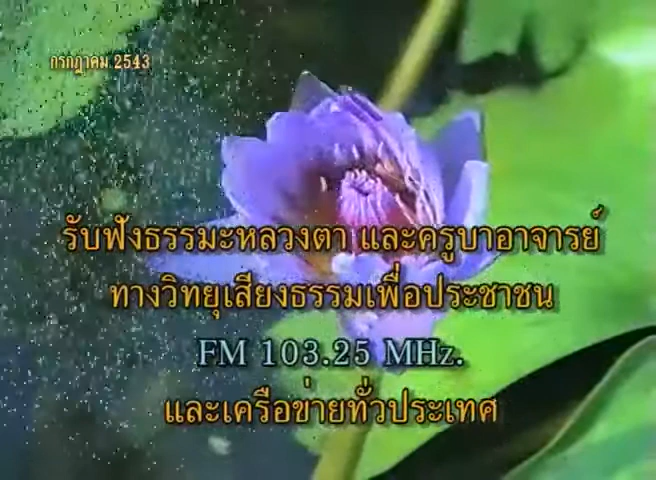 กรกฎาคม 2543
รับฟังธรรมะหลวงตา และครูบาอาจารย์
ทางวิทยุเสียงธรรมเพื่อประชาชน
FM 103.25 MHz.
และเครือข่ายทั่วประเทศ